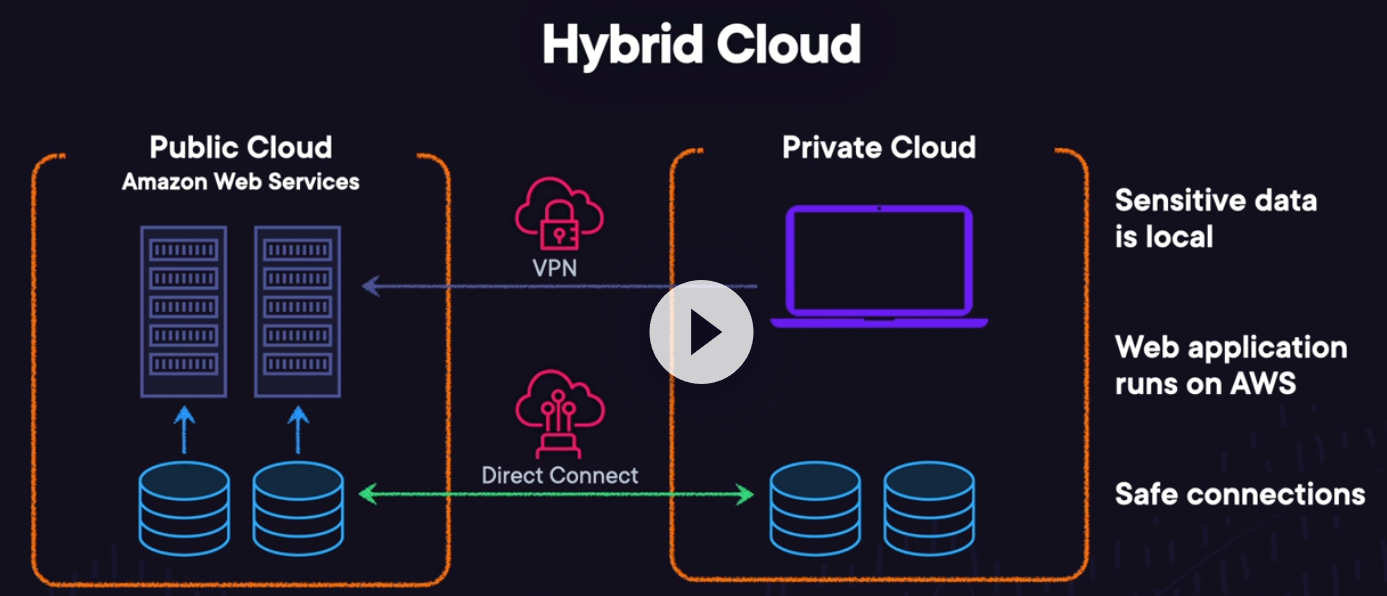 Hybrid Cloud
Public Cloud
Amazon Web Services
VPN
Direct Connect
Private Cloud
Sensitive data
is local
Web application
runs on AWS
Safe connections